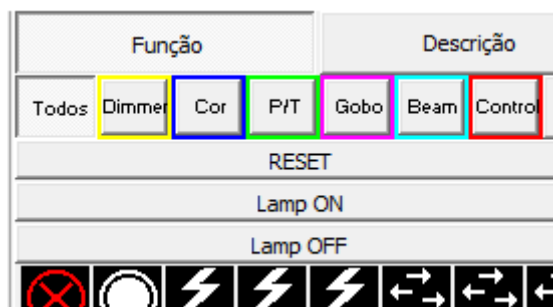 Função Descrição
Todos Dimmer Cor P/T Gobo Beam Control
RESET
Lamp ON
Lamp OFF